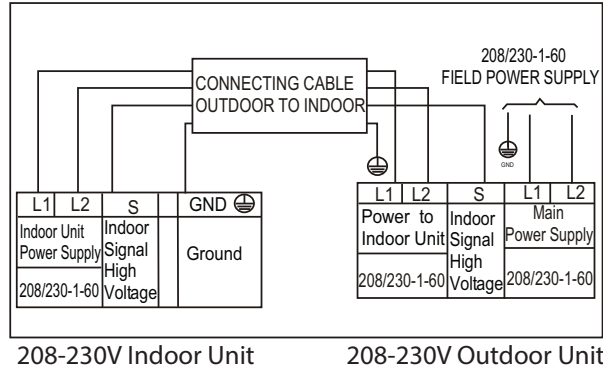 208/230-1-60
FIELD POWER SUPPLY
CONNECTING CABLE
OUTDOOR TO INDOOR
GND
L1 L2 S GND
Indoor Unit
Power Supply
208/230-1-60
Indoor
Signal
High
Voltage
Ground
L1 L2 S L1 L2
Power to
Indoor Unit
208/230-1-60
Indoor
Signal
High
Voltage
Main
Power Supply
208/230-1-60
208-230V Indoor Unit
208-230V Outdoor Unit